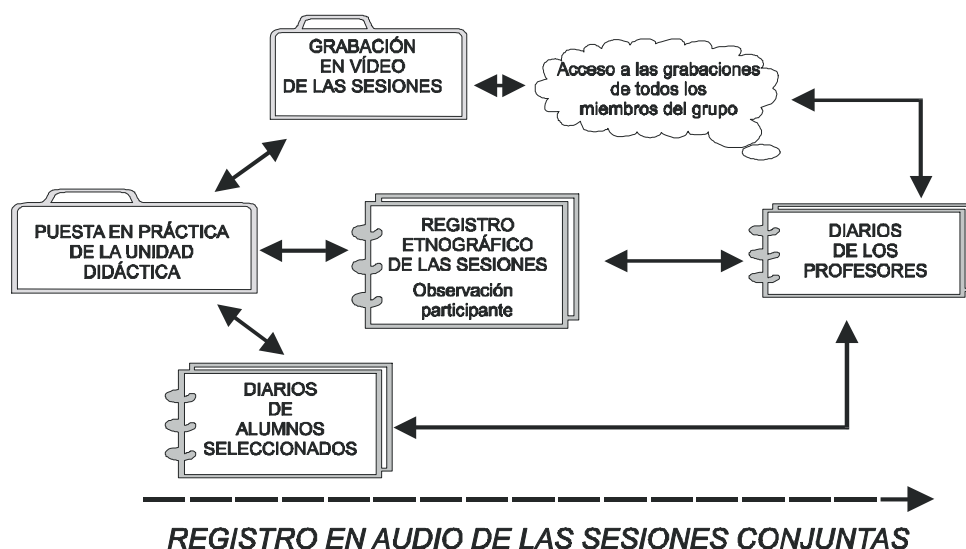 GRABACIÓN
EN VÍDEO
DE LAS SESIONES
Acceso a las grabaciones
de todos los
miembros del grupo
PUESTA EN PRÁCTICA
DE LA UNIDAD
DIDÁCTICA
REGISTRO
ETNOGRÁFICO
DE LAS SESIONES
Observación
participante
DIARIOS
DE LOS
PROFESORES
DIARIOS
DE
ALUMNOS
SELECCIONADOS
REGISTRO EN AUDIO DE LAS SESIONES CONJUNTAS